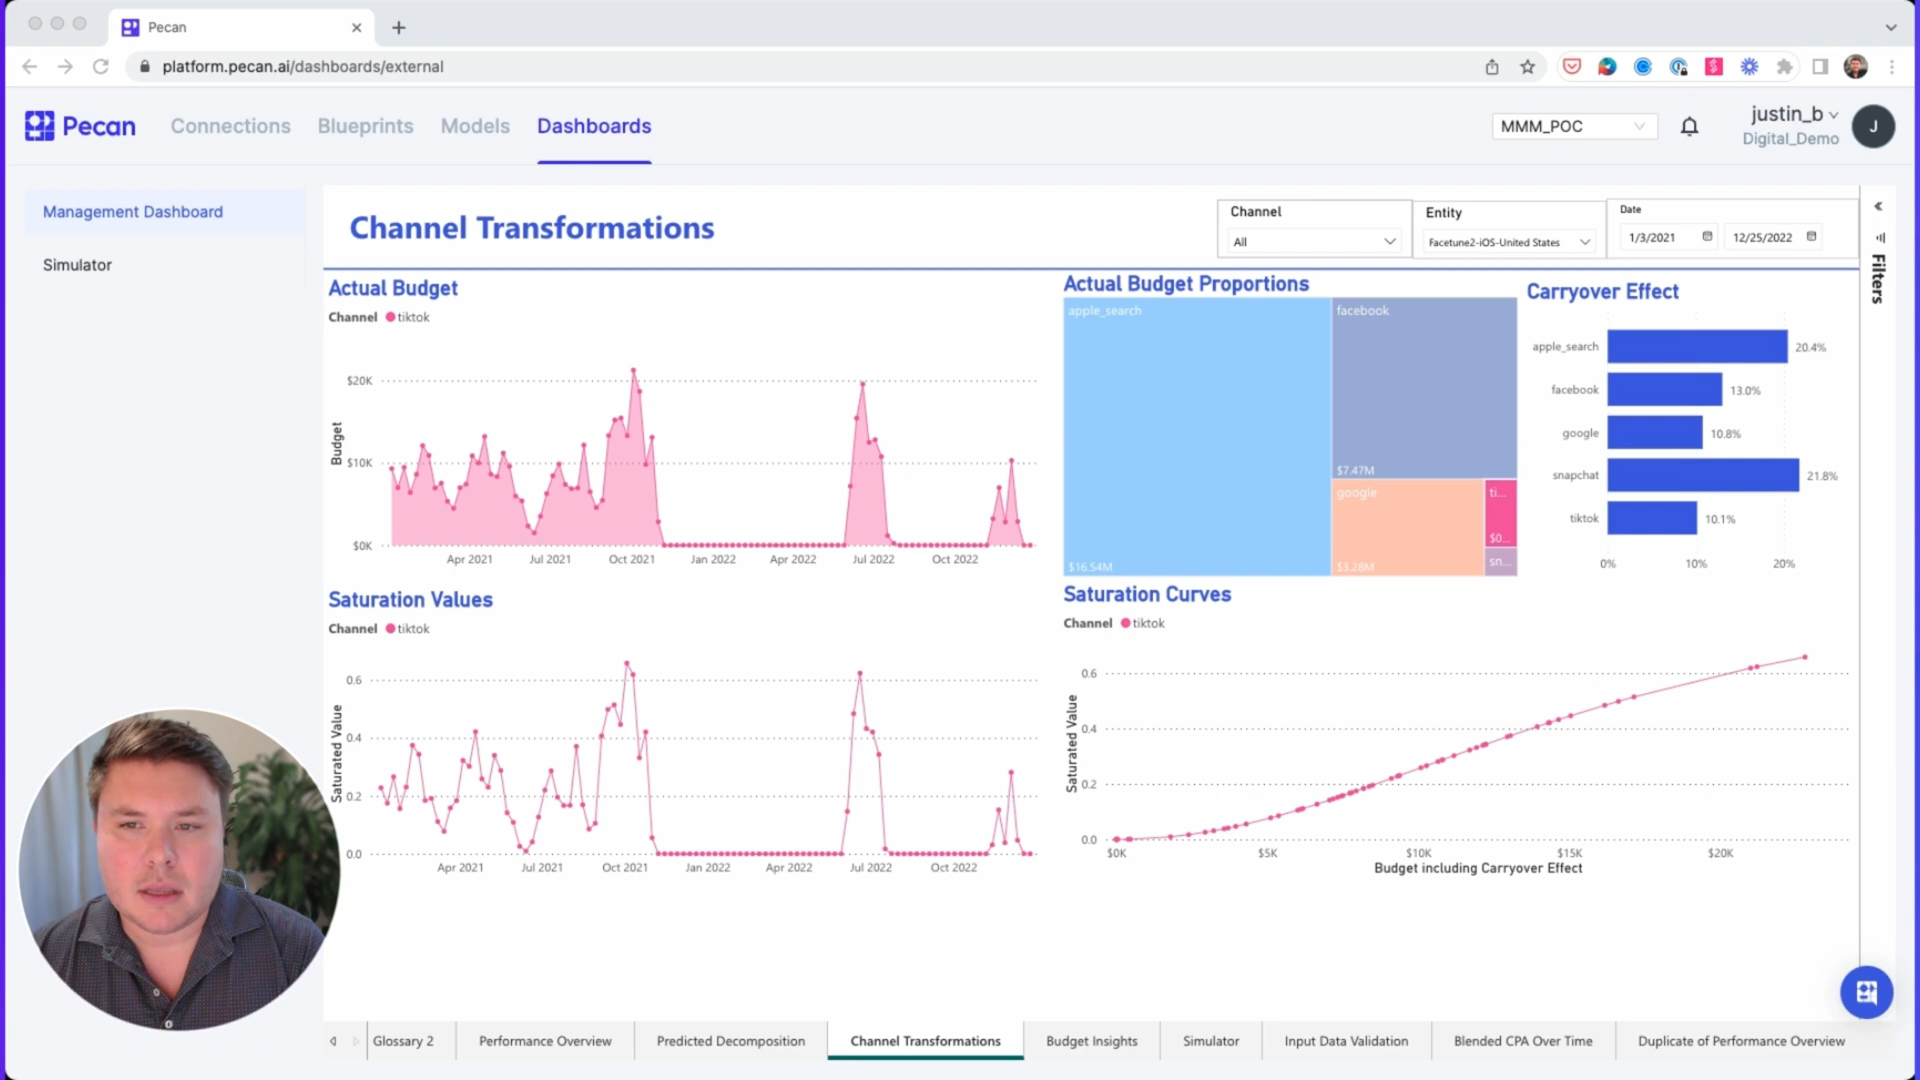 Pecan
platform.pecan.ai/dashboards/external
Pecan
Connections
Blueprints
Models
Dashboards
MMM_POC
justin_b
Digital_Demo
J
Management Dashboard
Simulator
Channel Transformations
Channel
All
Entity
Facetune2-iOS-United States
Date
1/3/2021
12/25/2022
Filters
Actual Budget
Channel tiktok
Budget
$20K
$10K
$0K
Apr 2021
Jul 2021
Oct 2021
Jan 2022
Apr 2022
Jul 2022
Oct 2022
Actual Budget Proportions
apple_search
$16.54M
facebook
$7.47M
google
$3.28M
ti...
$0...
sn...
Carryover Effect
apple_search 20.4%
facebook 13.0%
google 10.8%
snapchat 21.8%
tiktok 10.1%
0% 10% 20%
Saturation Values
Channel tiktok
Saturated Value
0.6
0.4
0.2
0.0
Apr 2021
Jul 2021
Oct 2021
Jan 2022
Apr 2022
Jul 2022
Oct 2022
Saturation Curves
Channel tiktok
Saturated Value
0.6
0.4
0.2
0.0
$0K
$5K
$10K
$15K
$20K
Budget including Carryover Effect
Glossary 2
Performance Overview
Predicted Decomposition
Channel Transformations
Budget Insights
Simulator
Input Data Validation
Blended CPA Over Time
Duplicate of Performance Overview